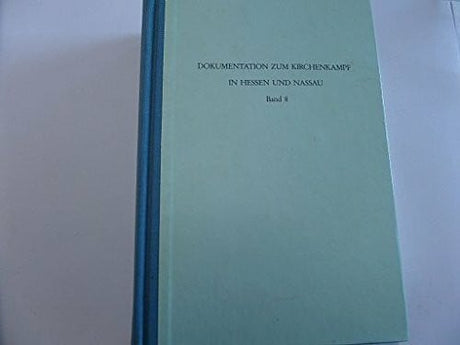 DOKUMENTATION ZUM KIRCHENKAMPF
IN HESSEN UND NASSAU
Band 8